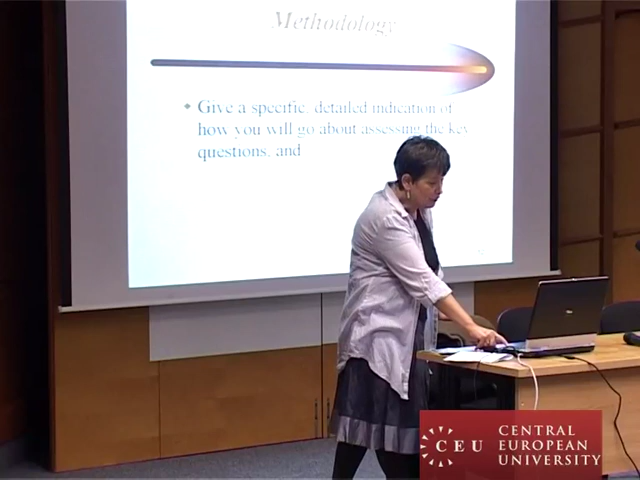 Methodology
Give a specific, detailed indication of
how you will go about assessing the key
questions, and
CEU
CENTRAL
EUROPEAN
UNIVERSITY